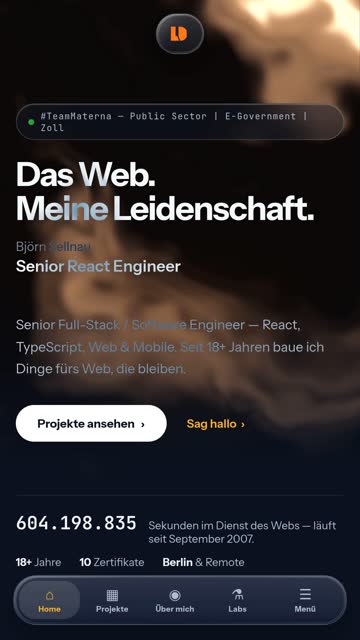 #TeamMaterna — Public Sector | E-Government |
Zoll
Das Web.
Meine Leidenschaft.
Björn Sellnau
Senior React Engineer
Senior Full-Stack / Software Engineer — React,
TypeScript, Web & Mobile. Seit 18+ Jahren baue ich
Dinge fürs Web, die bleiben.
Projekte ansehen ›
Sag hallo ›
604.198.835
Sekunden im Dienst des Webs — läuft
seit September 2007.
18+ Jahre 10 Zertifikate Berlin & Remote
Home Projekte Über mich Labs Menü